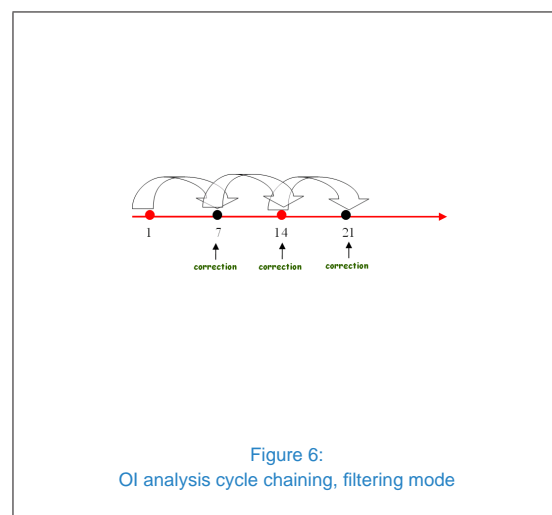 1 7 14 21
correction correction correction
Figure 6:
OI analysis cycle chaining, filtering mode